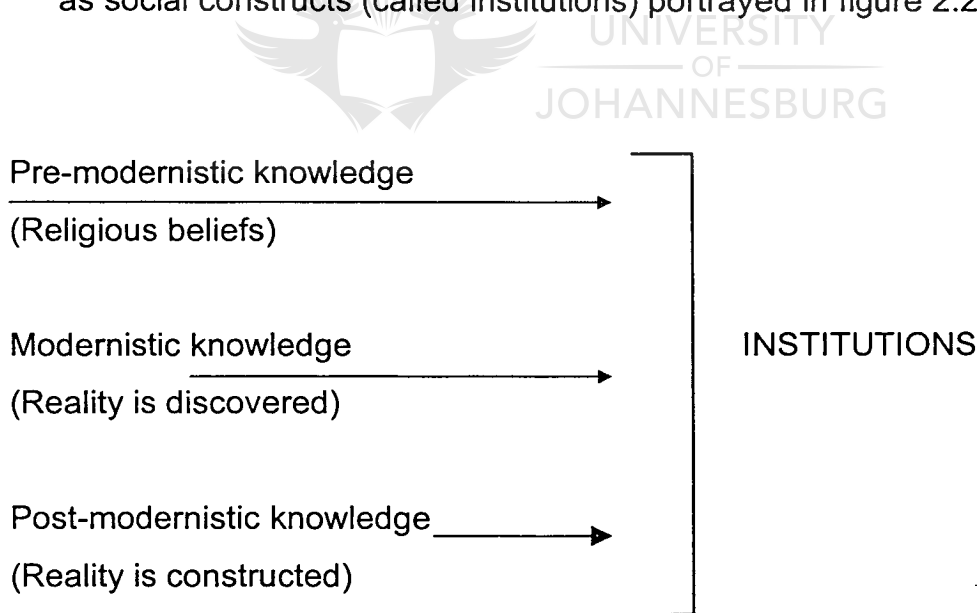 as social constructs (called institutions) portrayed in figure 2.2
UNIVERSITY
OF
JOHANNESBURG
Pre-modernistic knowledge
(Religious beliefs)
Modernistic knowledge
INSTITUTIONS
(Reality is discovered)
Post-modernistic knowledge
(Reality is constructed)